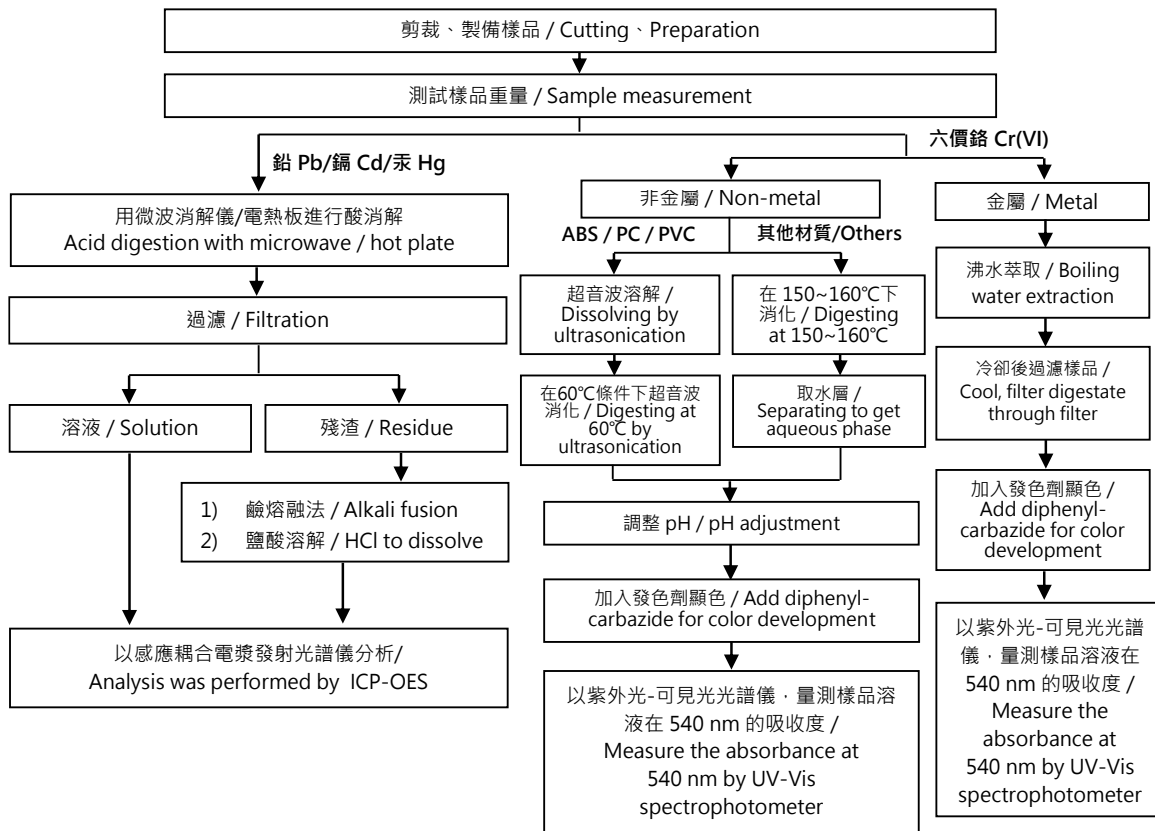 剪裁、製備樣品 / Cutting、Preparation
測試樣品重量 / Sample measurement
鉛 Pb/鎘 Cd/汞 Hg
六價鉻 Cr(VI)
用微波消解儀/電熱板進行酸消解
Acid digestion with microwave / hot plate
過濾 / Filtration
溶液 / Solution
殘渣 / Residue
1) 鹼熔融法 / Alkali fusion
2) 鹽酸溶解 / HCl to dissolve
以感應耦合電漿發射光譜儀分析/
Analysis was performed by ICP-OES
非金屬 / Non-metal
ABS / PC / PVC
其他材質/Others
超音波溶解 /
Dissolving by
ultrasonication
在60℃條件下超音波
消化 / Digesting at
60℃ by
ultrasonication
在 150~160℃下
消化 / Digesting
at 150~160℃
取水層 /
Separating to get
aqueous phase
調整 pH / pH adjustment
加入發色劑顯色 / Add diphenyl-
carbazide for color development
以紫外光-可見光光譜儀，量測樣品溶
液在 540 nm 的吸收度 /
Measure the absorbance at
540 nm by UV-Vis
spectrophotometer
金屬 / Metal
沸水萃取 / Boiling
water extraction
冷卻後過濾樣品 /
Cool, filter digestate
through filter
加入發色劑顯色 /
Add diphenyl-
carbazide for color
development
以紫外光-可見光光譜
儀，量測樣品溶液在
540 nm 的吸收度 /
Measure the
absorbance at
540 nm by UV-Vis
spectrophotometer